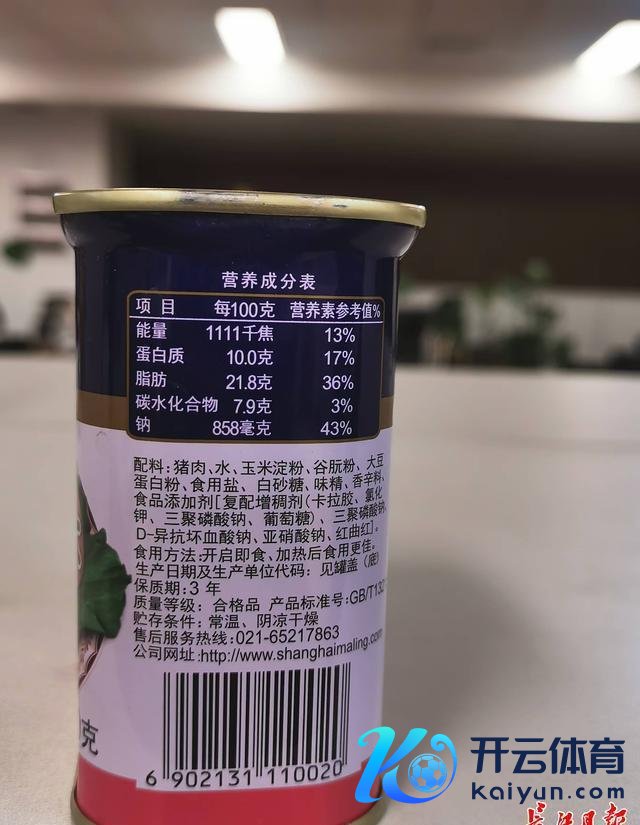 营养成分表
项目 每100克 营养素参考值%
能量 1111千焦 13%
蛋白质 10.0克 17%
脂肪 21.8克 36%
碳水化合物 7.9克 3%
钠 858毫克 43%
配料:猪肉、水、玉米淀粉、谷朊粉、大豆
蛋白粉、食用盐、白砂糖、味精、香辛料、
食品添加剂[复配增稠剂(卡拉胶、氯化
钾、三聚磷酸钠、葡萄糖)、三聚磷酸钠、
D-异抗坏血酸钠、亚硝酸钠、红曲红]。
食用方法:开启即食、加热后食用更佳。
生产日期及生产单位代码:见罐盖(底)
保质期:3年
质量等级:合格品 产品标准号:GB/T132
贮存条件:常温、阴凉干燥
售后服务热线:021-65217863
公司网址:http://www.shanghaimaling.com
克
6 902131 110020
开云体育
kaiyun.com
长江日报